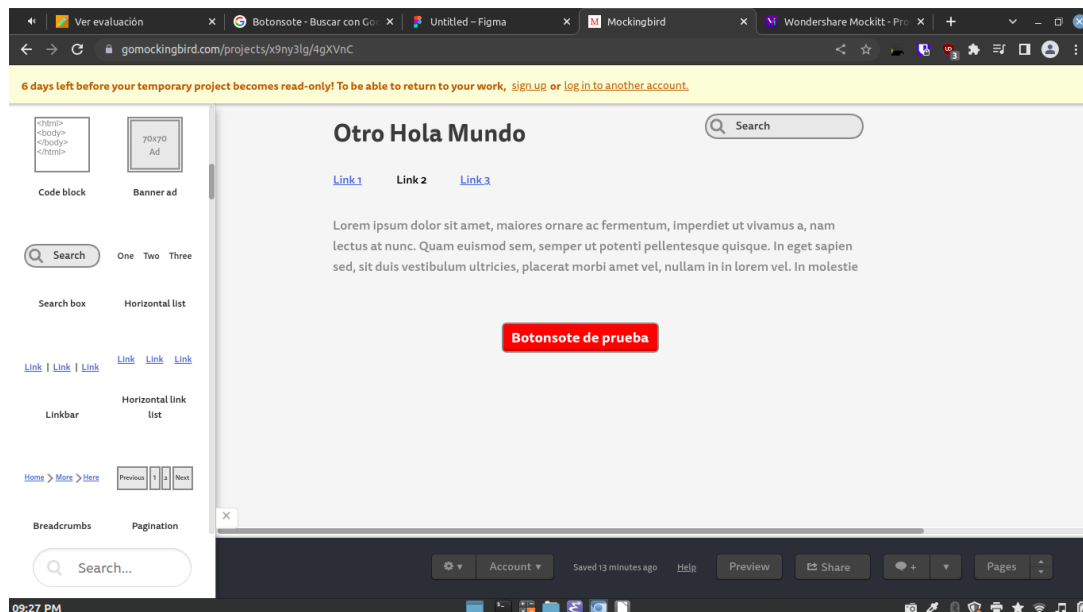 Ver evaluación
Botonsote - Buscar con Goo
Untitled – Figma
Mockingbird
Wondershare Mockitt - Pro
gomockingbird.com/projects/x9ny3lg/4gXVnC
6 days left before your temporary project becomes read-only! To be able to return to your work, sign up or log in to another account.
<html>
<body>
</body>
</html>
70x70
Ad
Code block
Banner ad
Search
One Two Three
Search box
Horizontal list
Link | Link | Link
Link Link Link
Linkbar
Horizontal link
list
Home > More > Here
Previous 1 2 Next
Breadcrumbs
Pagination
Search...
Otro Hola Mundo
Search
Link 1 Link 2 Link 3
Lorem ipsum dolor sit amet, maiores ornare ac fermentum, imperdiet ut vivamus a, nam
lectus at nunc. Quam euismod sem, semper ut potenti pellentesque quisque. In eget sapien
sed, sit duis vestibulum ultricies, placerat morbi amet vel, nullam in in lorem vel. In molestie
Botonsote de prueba
Account
Saved 13 minutes ago
Help
Preview
Share
Pages
09:27 PM